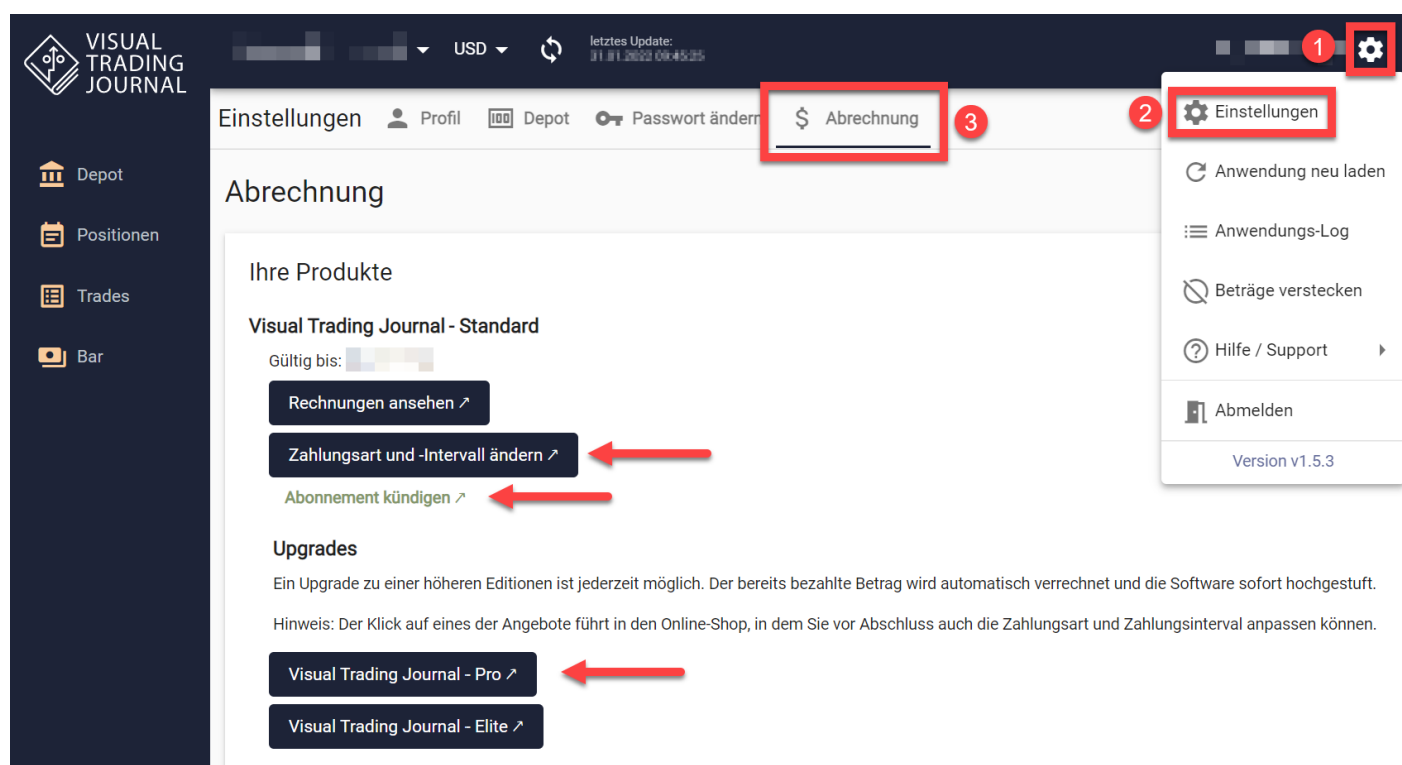 VISUAL
TRADING
JOURNAL
USD
letztes Update:
1
Einstellungen
Profil
Depot
Passwort ändern
Abrechnung
3
2
Einstellungen
Anwendung neu laden
Anwendungs-Log
Beträge verstecken
Hilfe / Support
Abmelden
Version v1.5.3
Depot
Positionen
Trades
Bar
Abrechnung
Ihre Produkte
Visual Trading Journal - Standard
Gültig bis:
Rechnungen ansehen ↗
Zahlungsart und -Intervall ändern ↗
Abonnement kündigen ↗
Upgrades
Ein Upgrade zu einer höheren Editionen ist jederzeit möglich. Der bereits bezahlte Betrag wird automatisch verrechnet und die Software sofort hochgestuft.
Hinweis: Der Klick auf eines der Angebote führt in den Online-Shop, in dem Sie vor Abschluss auch die Zahlungsart und Zahlungsinterval anpassen können.
Visual Trading Journal - Pro ↗
Visual Trading Journal - Elite ↗